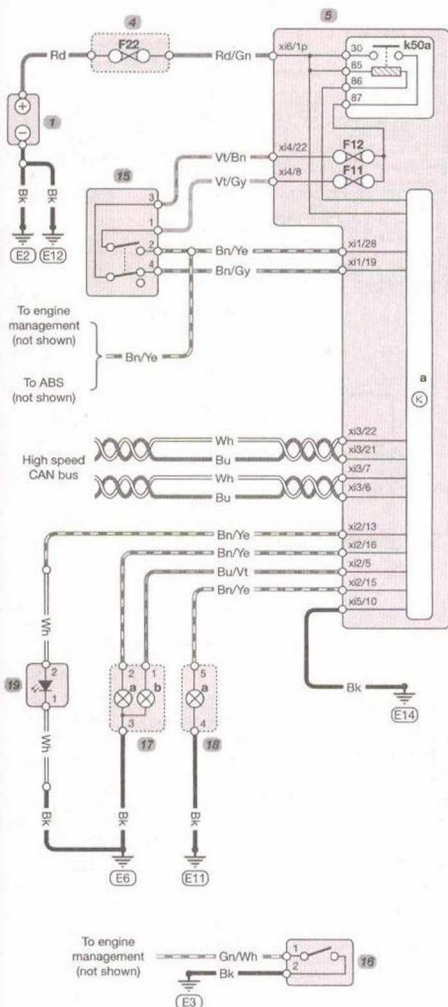 4
5
F22
Rd
Rd/Gn
xi6/1p
30
k50a
85
86
87
1
Bk
Bk
E2
E12
15
3
1
2
4
Vt/Bn
xi4/22
F12
Vt/Gy
xi4/8
F11
Bn/Ye
xi1/28
Bn/Gy
xi1/19
To engine
management
(not shown)
Bn/Ye
To ABS
(not shown)
a
K
High speed
CAN bus
Wh
xi3/22
Bu
xi3/21
Wh
xi3/7
Bu
xi3/6
Bn/Ye
xi2/13
Bn/Ye
xi2/16
Bu/Vt
xi2/5
Bn/Ye
xi2/15
xi5/10
Wh
19
2
1
Wh
Bk
2
1
a
b
3
17
Bk
E6
5
a
4
18
Bk
E11
Bk
E14
To engine
management
(not shown)
Gn/Wh
1
2
16
Bk
E3